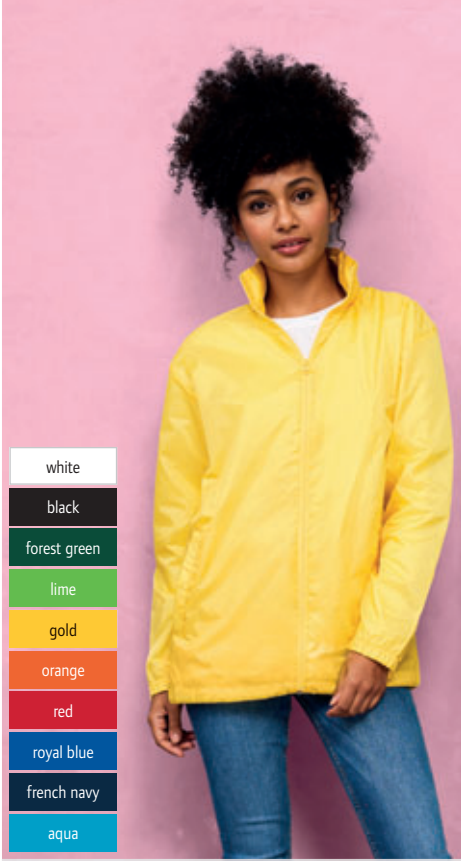 white
black
forest green
lime
gold
orange
red
royal blue
french navy
aqua